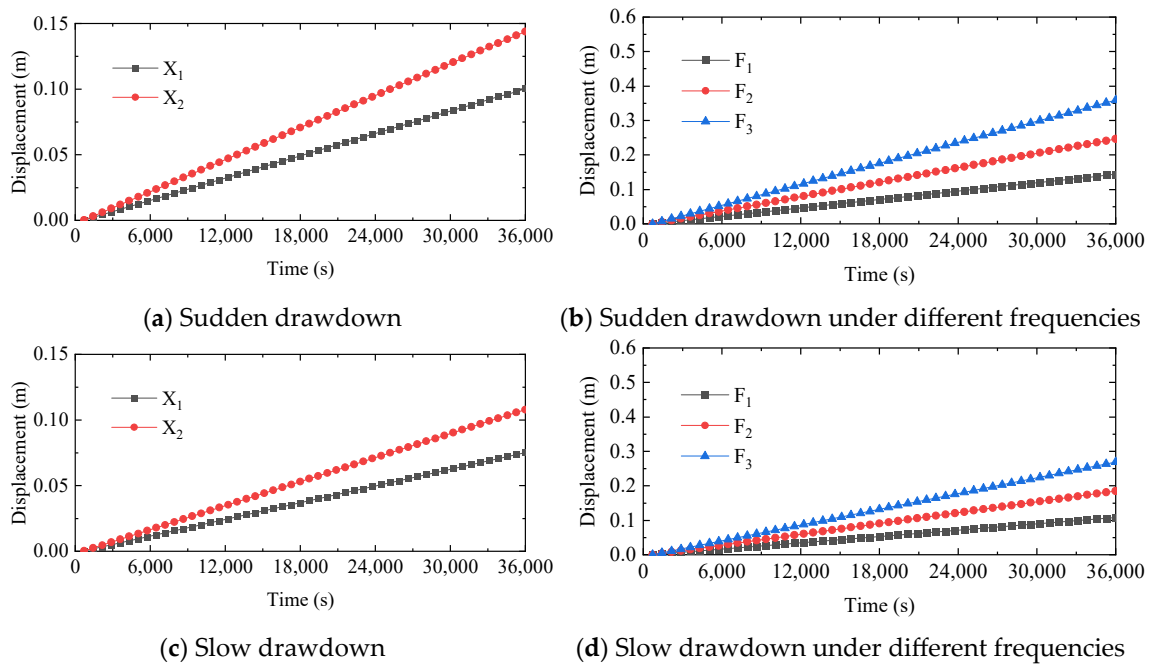 0.15
0.10
0.05
0.00
Displacement (m)
X1
X2
0 6,000 12,000 18,000 24,000 30,000 36,000
Time (s)
(a) Sudden drawdown
0.6
0.5
0.4
0.3
0.2
0.1
0.0
Displacement (m)
F1
F2
F3
0 6,000 12,000 18,000 24,000 30,000 36,000
Time (s)
(b) Sudden drawdown under different frequencies
0.15
0.10
0.05
0.00
Displacement (m)
X1
X2
0 6,000 12,000 18,000 24,000 30,000 36,000
Time (s)
(c) Slow drawdown
0.6
0.5
0.4
0.3
0.2
0.1
0.0
Displacement (m)
F1
F2
F3
0 6,000 12,000 18,000 24,000 30,000 36,000
Time (s)
(d) Slow drawdown under different frequencies